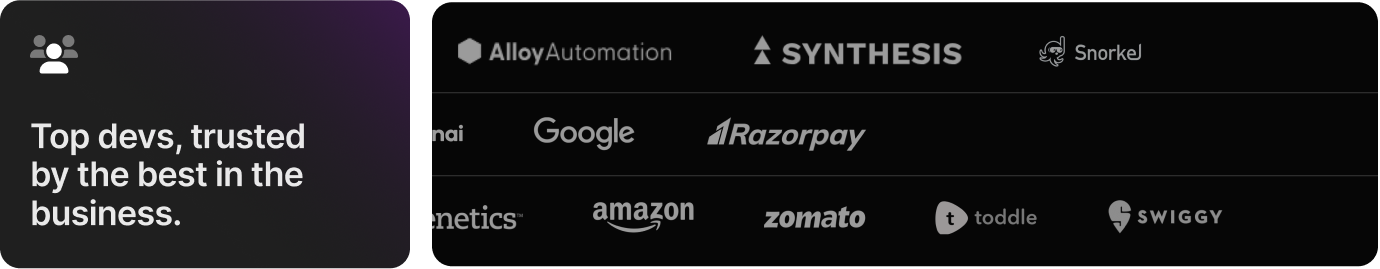 Top devs, trusted
by the best in the
business.
AlloyAutomation SYNTHESIS Snorkel
nai Google Razorpay
enetics™ amazon zomato t toddle SWIGGY